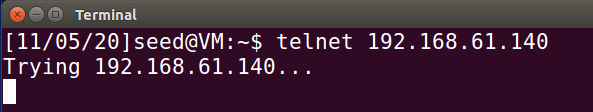 Terminal
[11/05/20]seed@VM:~$ telnet 192.168.61.140
Trying 192.168.61.140...